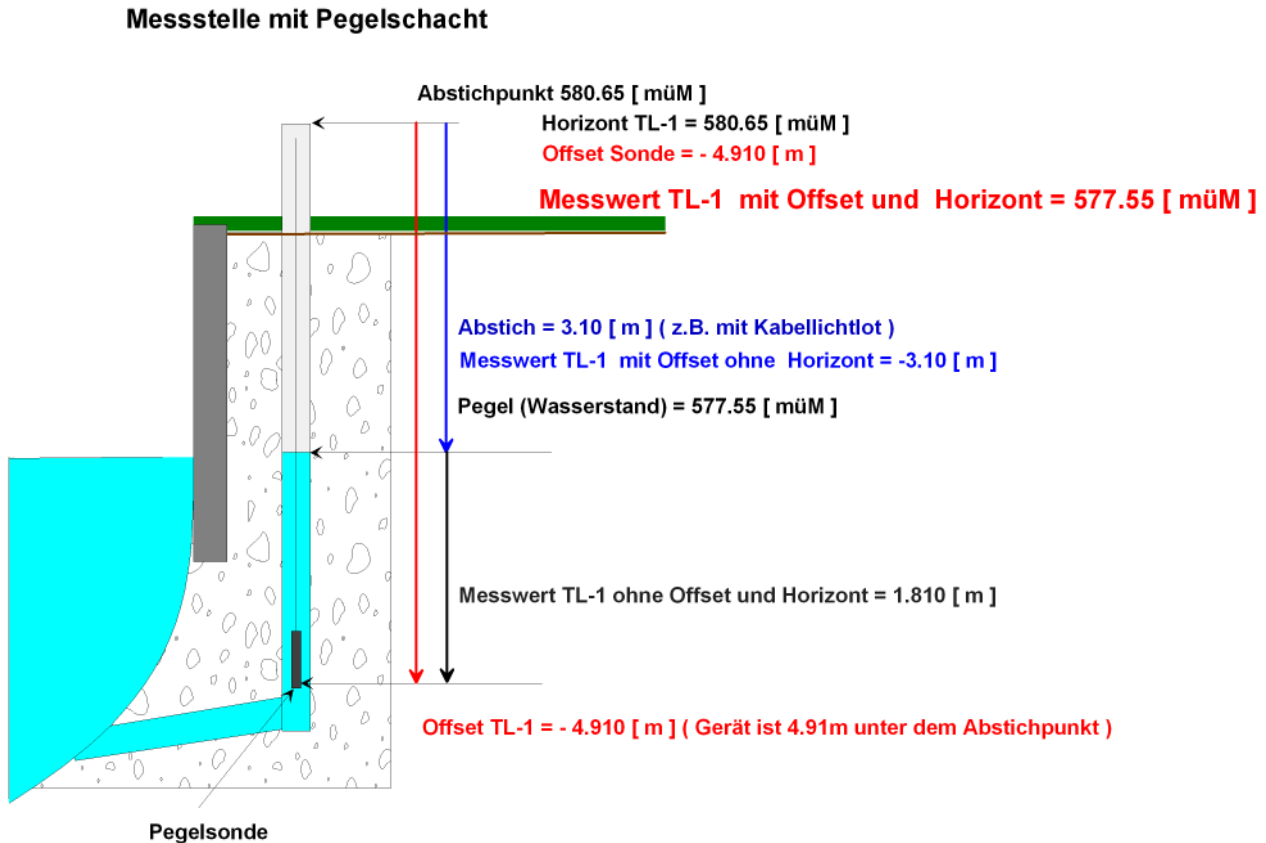 Messstelle mit Pegelschacht
Abstichpunkt 580.65 [ müM ]
Horizont TL-1 = 580.65 [ müM ]
Offset Sonde = - 4.910 [ m ]
Messwert TL-1 mit Offset und Horizont = 577.55 [ müM ]
Abstich = 3.10 [ m ] ( z.B. mit Kabellichtlot )
Messwert TL-1 mit Offset ohne Horizont = -3.10 [ m ]
Pegel (Wasserstand) = 577.55 [ müM ]
Messwert TL-1 ohne Offset und Horizont = 1.810 [ m ]
Offset TL-1 = - 4.910 [ m ] ( Gerät ist 4.91m unter dem Abstichpunkt )
Pegelsonde